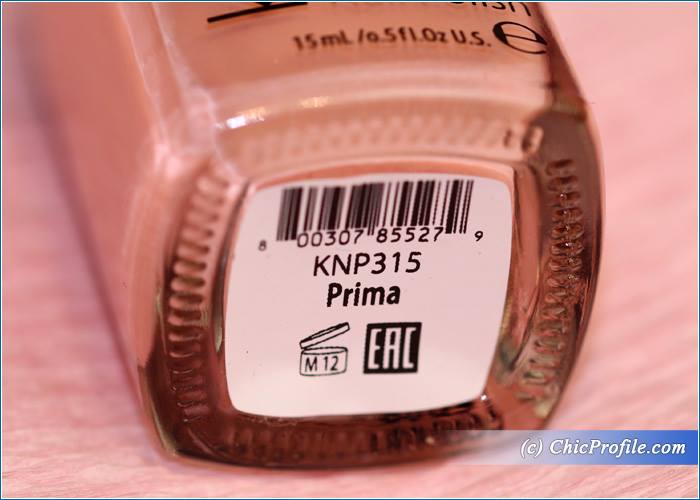 15 mL /0.5 fl.Oz U.S. e
8 00307 85527 9
KNP315
Prima
M 12
EAC
(c) ChicProfile.com